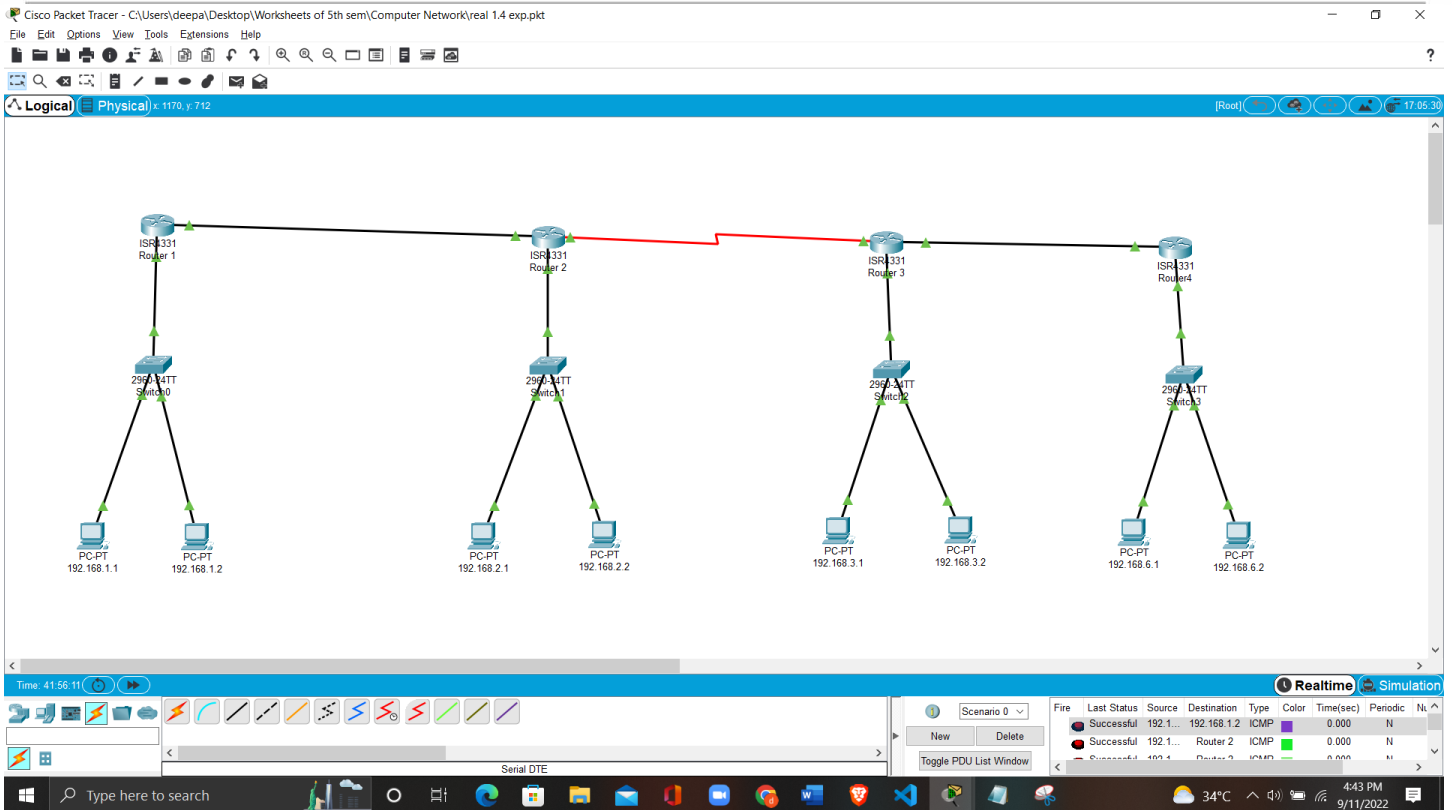 Cisco Packet Tracer - C:\Users\deepa\Desktop\Worksheets of 5th sem\Computer Network\real 1.4 exp.pkt
File Edit Options View Tools Extensions Help
Logical Physical x: 1170, y: 712 [Root] 17:05:30
ISR4331
Router 1
ISR4331
Router 2
ISR4331
Router 3
ISR4331
Router4
2960-24TT
Switch0
2960-24TT
Switch1
2960-24TT
Switch2
2960-24TT
Switch3
PC-PT
192.168.1.1
PC-PT
192.168.1.2
PC-PT
192.168.2.1
PC-PT
192.168.2.2
PC-PT
192.168.3.1
PC-PT
192.168.3.2
PC-PT
192.168.6.1
PC-PT
192.168.6.2
Time: 41:56:11 Realtime Simulation
Serial DTE
Scenario 0
New Delete
Toggle PDU List Window
Fire Last Status Source Destination Type Color Time(sec) Periodic
Successful 192.1... 192.168.1.2 ICMP 0.000 N
Successful 192.1... Router 2 ICMP 0.000 N
Type here to search
34°C
4:43 PM
9/11/2022